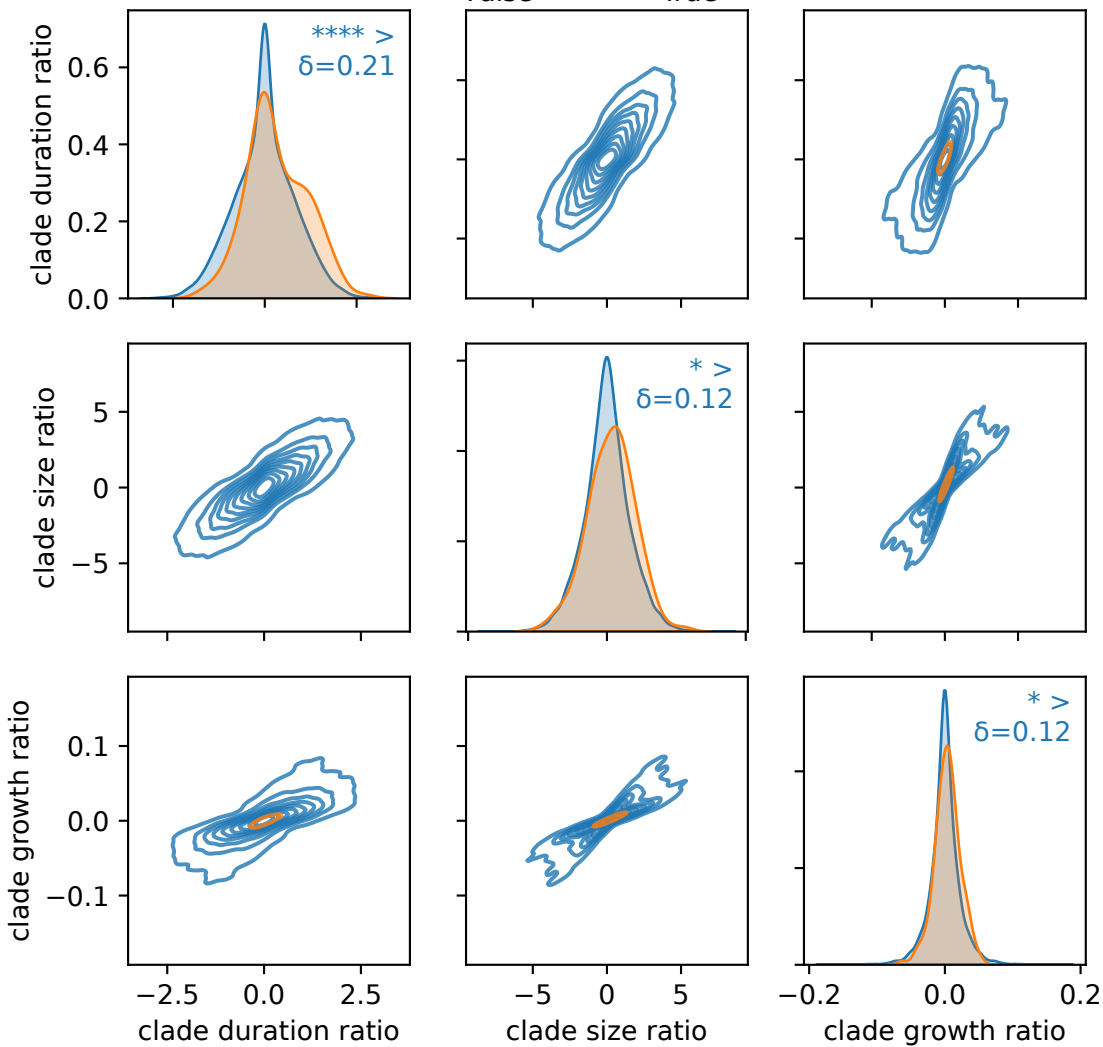 **** >
δ=0.21
clade duration ratio
0.6
0.4
0.2
0.0
* >
δ=0.12
clade size ratio
5
0
−5
* >
δ=0.12
clade growth ratio
0.1
0.0
−0.1
−2.5 0.0 2.5
−5 0 5
−0.2 0.0 0.2
clade duration ratio
clade size ratio
clade growth ratio